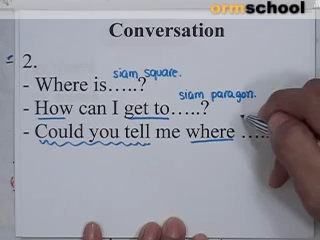 ormschool
Conversation
2.
siam square.
- Where is.....?
siam paragon.
- How can I get to.....?
- Could you tell me where .....